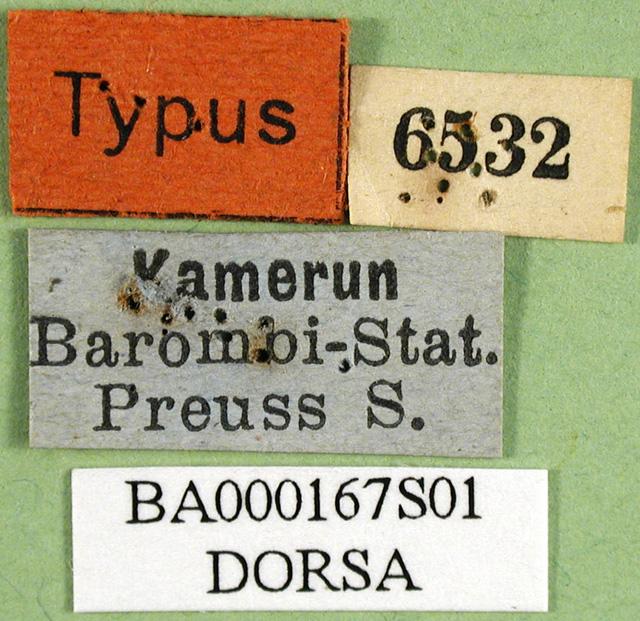 Typus
6532
Kamerun
Barombi-Stat.
Preuss S.
BA000167S01
DORSA